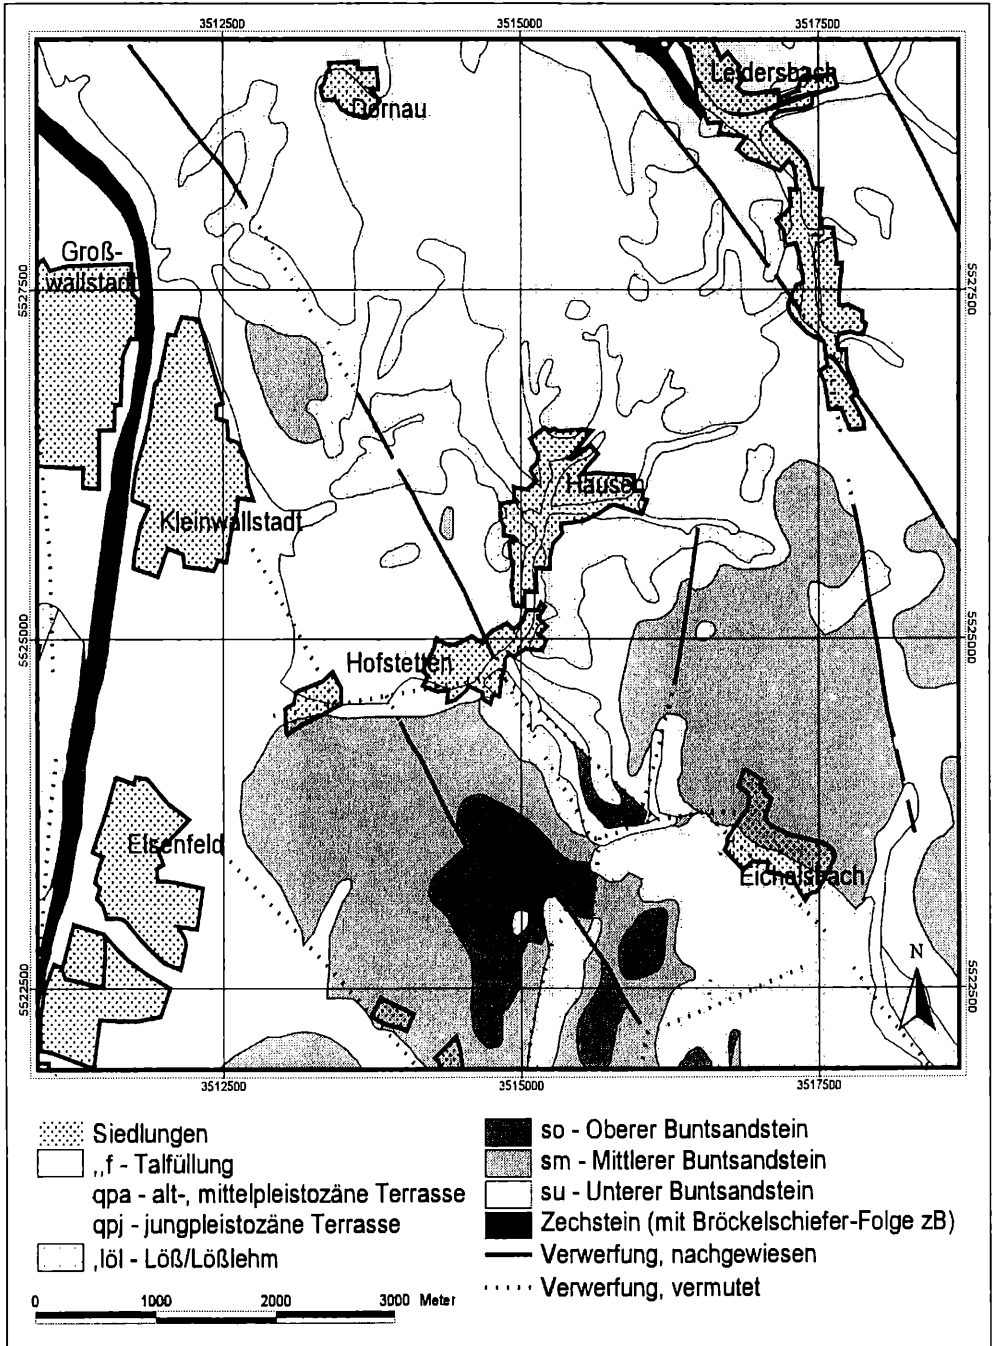 3512500
3515000
3517500
Leidersbach
Dornau
Groß-
wallstadt
5527500
5527500
Hausen
Kleinwallstadt
5525000
5525000
Hofstetten
Elsenfeld
Eichelsbach
N
5522500
5522500
3512500
3515000
3517500
Siedlungen
,,f - Talfüllung
qpa - alt-, mittelpleistozäne Terrasse
qpj - jungpleistozäne Terrasse
,löl - Löß/Lößlehm
0 1000 2000 3000 Meter
so - Oberer Buntsandstein
sm - Mittlerer Buntsandstein
su - Unterer Buntsandstein
Zechstein (mit Bröckelschiefer-Folge zB)
Verwerfung, nachgewiesen
Verwerfung, vermutet